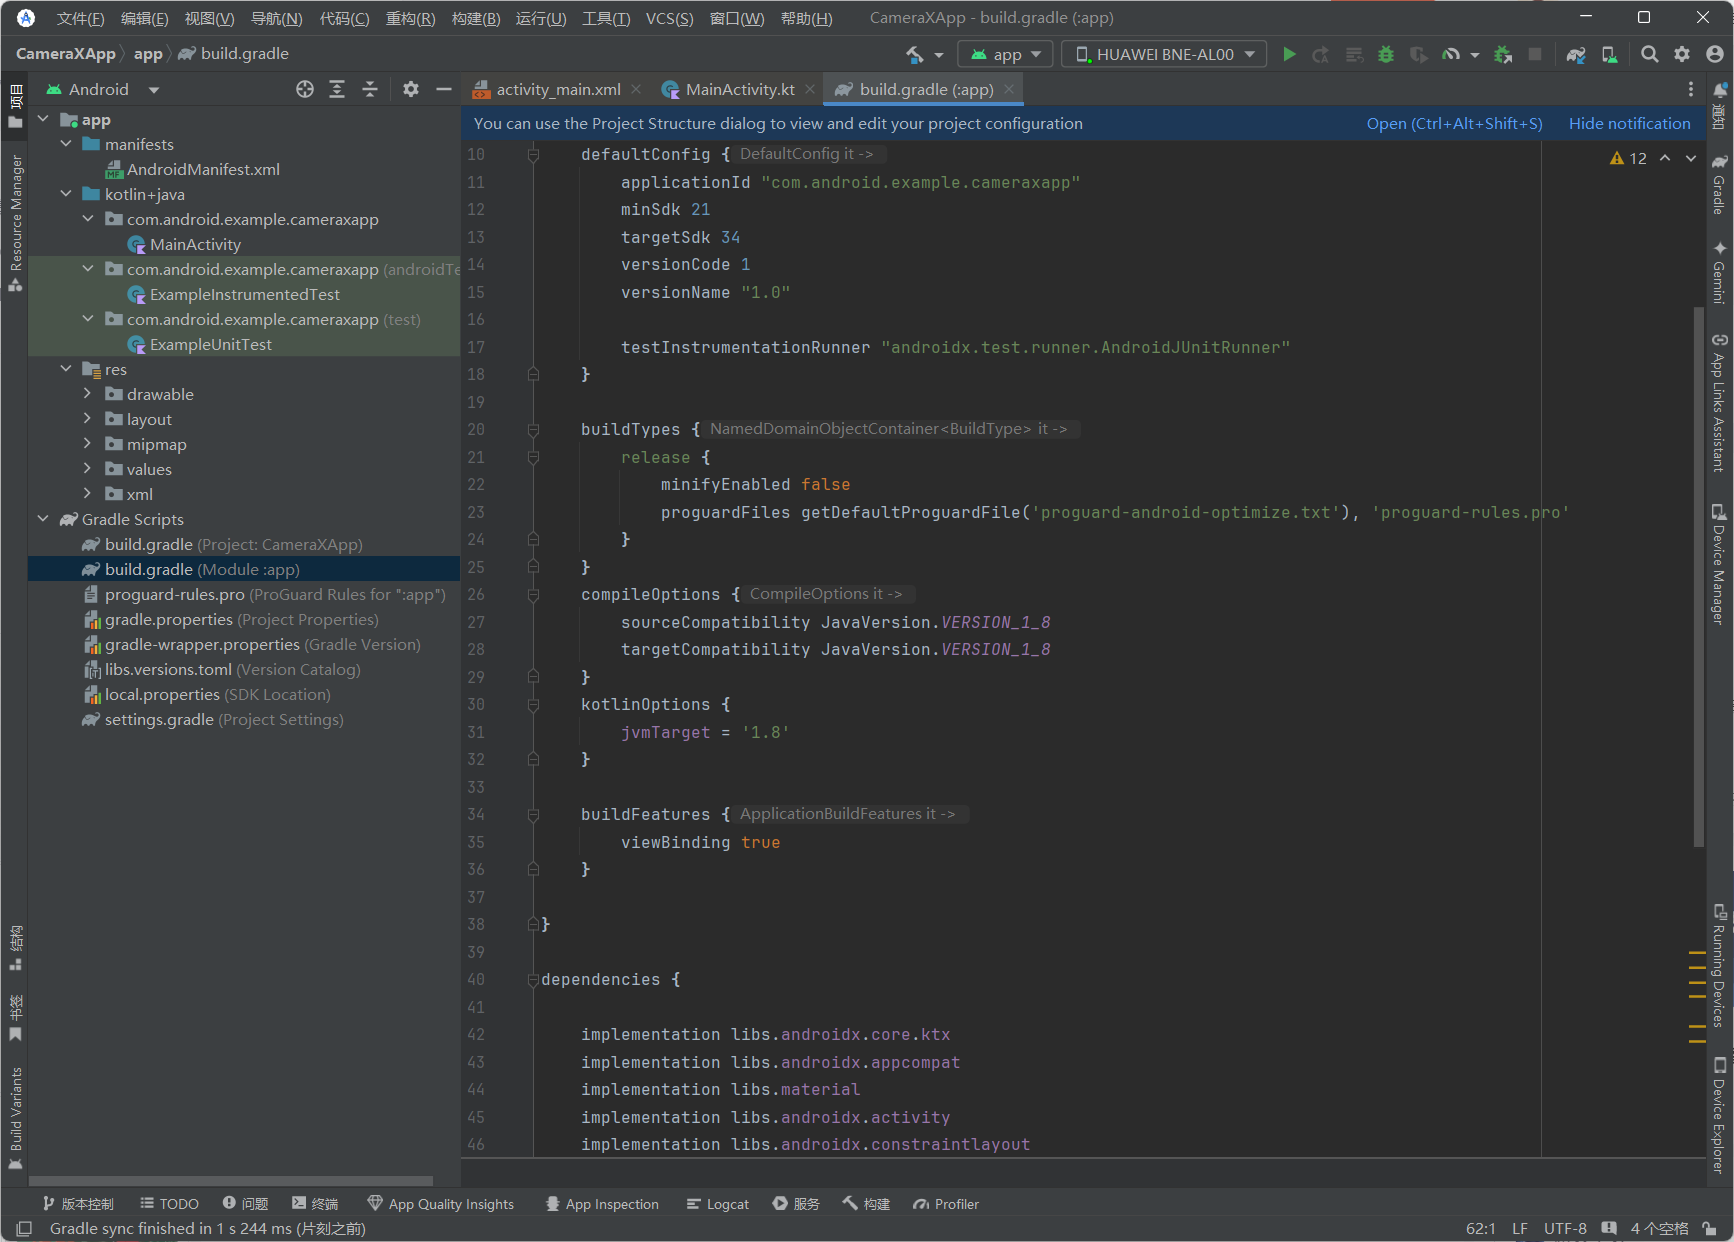 文件(F) 编辑(E) 视图(V) 导航(N) 代码(C) 重构(R) 构建(B) 运行(U) 工具(T) VCS(S) 窗口(W) 帮助(H) CameraXApp - build.gradle (:app)
CameraXApp app build.gradle app HUAWEI BNE-AL00
Android
activity_main.xml MainActivity.kt build.gradle (:app)
You can use the Project Structure dialog to view and edit your project configuration Open (Ctrl+Alt+Shift+S) Hide notification
项目
Resource Manager
结构
书签
Build Variants
app
manifests
AndroidManifest.xml
kotlin+java
com.android.example.cameraxapp
MainActivity
com.android.example.cameraxapp (androidTe
ExampleInstrumentedTest
com.android.example.cameraxapp (test)
ExampleUnitTest
res
drawable
layout
mipmap
values
xml
Gradle Scripts
build.gradle (Project: CameraXApp)
build.gradle (Module :app)
proguard-rules.pro (ProGuard Rules for ":app")
gradle.properties (Project Properties)
gradle-wrapper.properties (Gradle Version)
libs.versions.toml (Version Catalog)
local.properties (SDK Location)
settings.gradle (Project Settings)
12
10 defaultConfig { DefaultConfig it ->
11 applicationId "com.android.example.cameraxapp"
12 minSdk 21
13 targetSdk 34
14 versionCode 1
15 versionName "1.0"
16
17 testInstrumentationRunner "androidx.test.runner.AndroidJUnitRunner"
18 }
19
20 buildTypes { NamedDomainObjectContainer<BuildType> it ->
21 release {
22 minifyEnabled false
23 proguardFiles getDefaultProguardFile('proguard-android-optimize.txt'), 'proguard-rules.pro'
24 }
25 }
26 compileOptions { CompileOptions it ->
27 sourceCompatibility JavaVersion.VERSION_1_8
28 targetCompatibility JavaVersion.VERSION_1_8
29 }
30 kotlinOptions {
31 jvmTarget = '1.8'
32 }
33
34 buildFeatures { ApplicationBuildFeatures it ->
35 viewBinding true
36 }
37
38 }
39
40 dependencies {
41
42 implementation libs.androidx.core.ktx
43 implementation libs.androidx.appcompat
44 implementation libs.material
45 implementation libs.androidx.activity
46 implementation libs.androidx.constraintlayout
通知
Gradle
Gemini
App Links Assistant
Device Manager
Running Devices
Device Explorer
版本控制 TODO 问题 终端 App Quality Insights App Inspection Logcat 服务 构建 Profiler
Gradle sync finished in 1 s 244 ms (片刻之前) 62:1 LF UTF-8 4 个空格